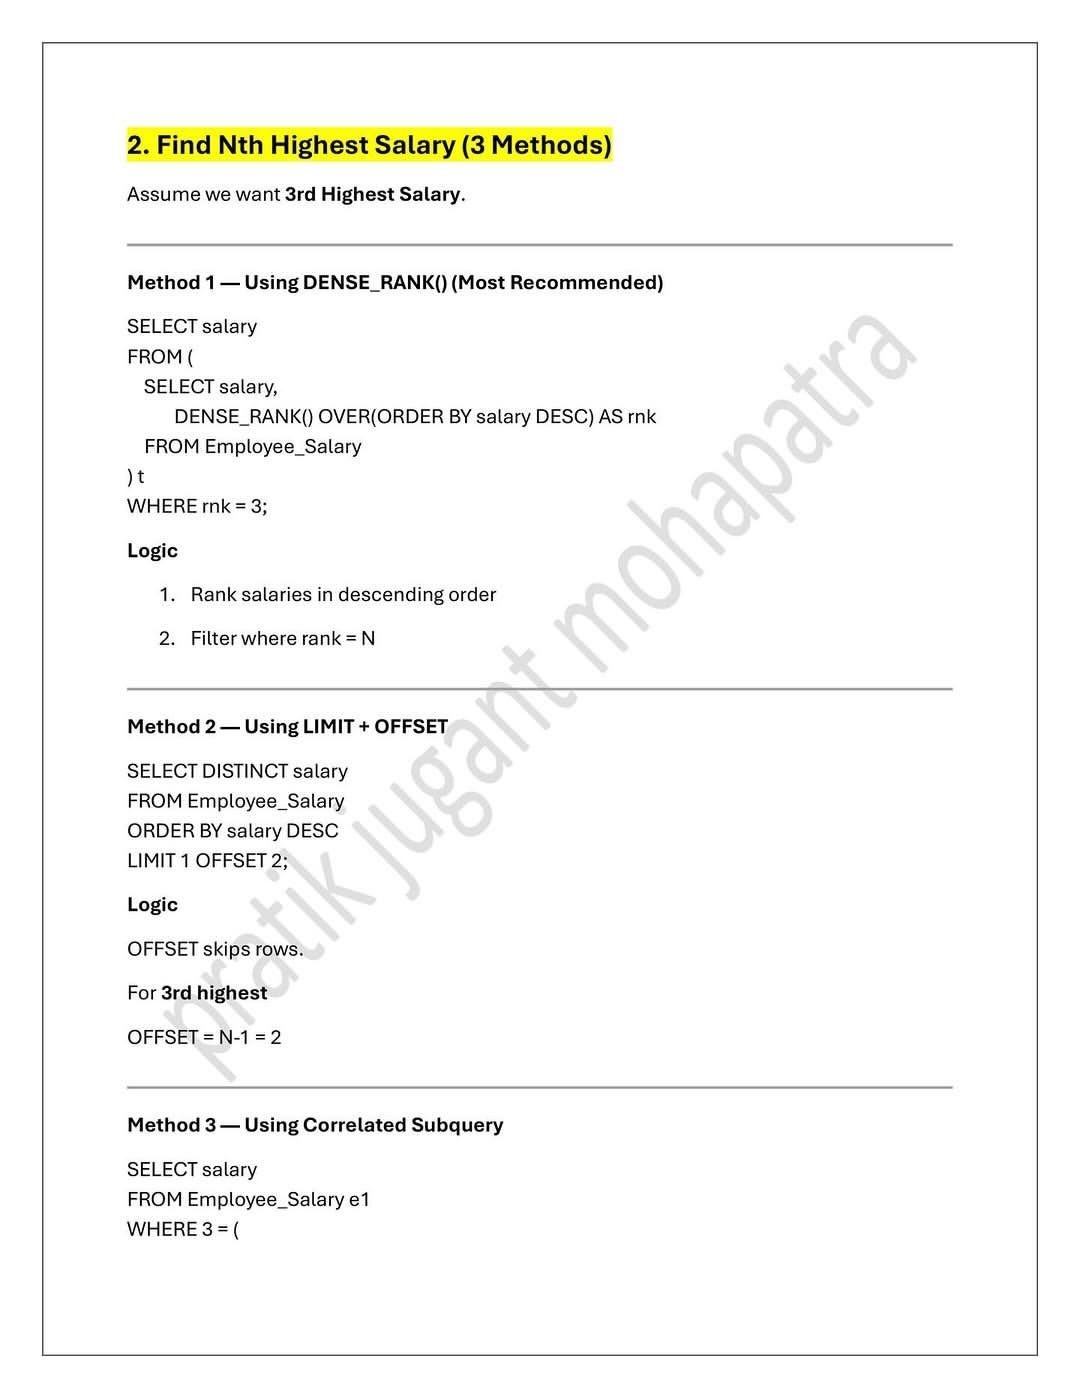 2. Find Nth Highest Salary (3 Methods)
Assume we want 3rd Highest Salary.
Method 1 — Using DENSE_RANK() (Most Recommended)
SELECT salary
FROM (
SELECT salary,
DENSE_RANK() OVER(ORDER BY salary DESC) AS rnk
FROM Employee_Salary
) t
WHERE rnk = 3;
Logic
1. Rank salaries in descending order
2. Filter where rank = N
Method 2 — Using LIMIT + OFFSET
SELECT DISTINCT salary
FROM Employee_Salary
ORDER BY salary DESC
LIMIT 1 OFFSET 2;
Logic
OFFSET skips rows.
For 3rd highest
OFFSET = N-1 = 2
Method 3 — Using Correlated Subquery
SELECT salary
FROM Employee_Salary e1
WHERE 3 = (
pratik jugant mohapatra